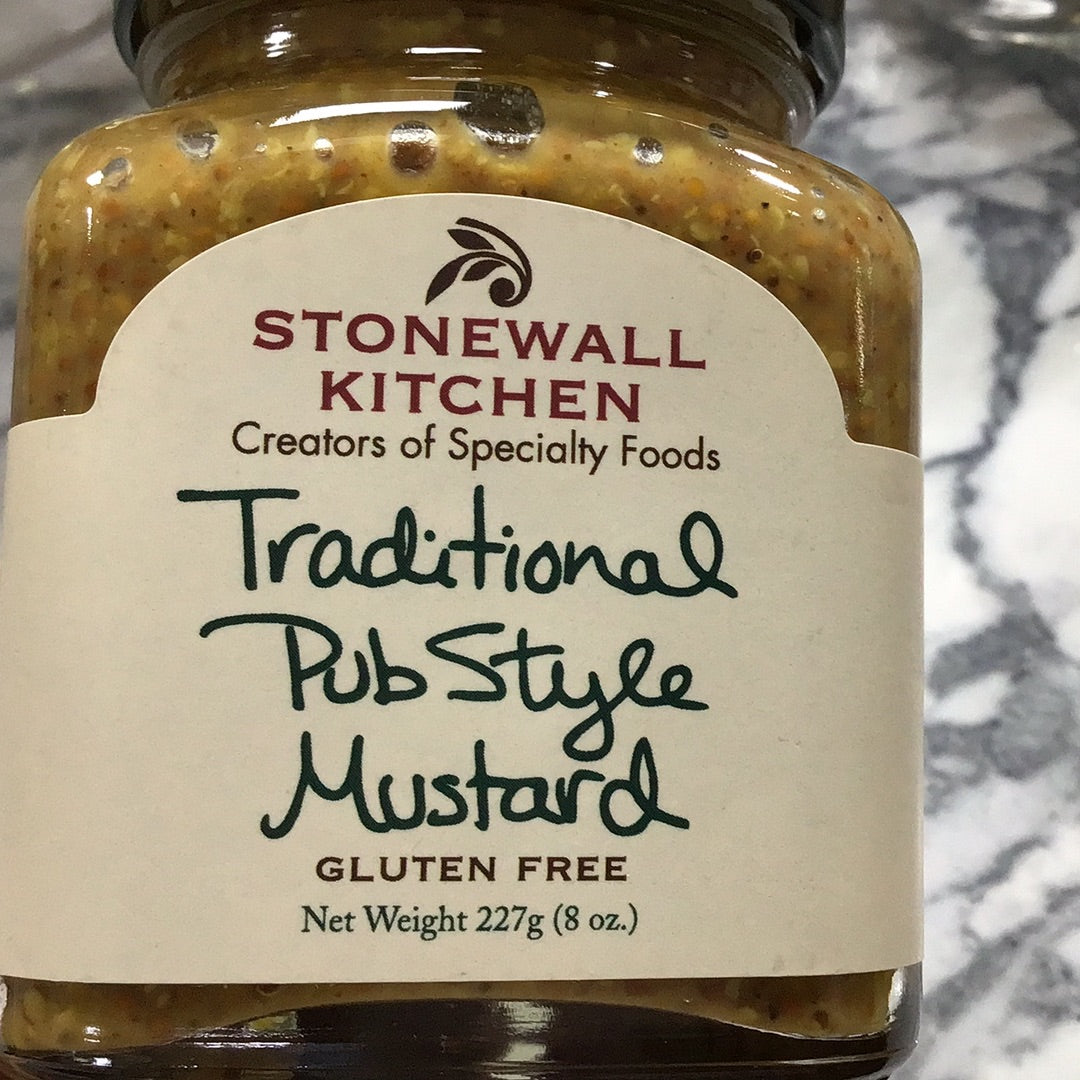 STONEWALL
KITCHEN
Creators of Specialty Foods
Traditional
Pub Style
Mustard
GLUTEN FREE
Net Weight 227g (8 oz.)